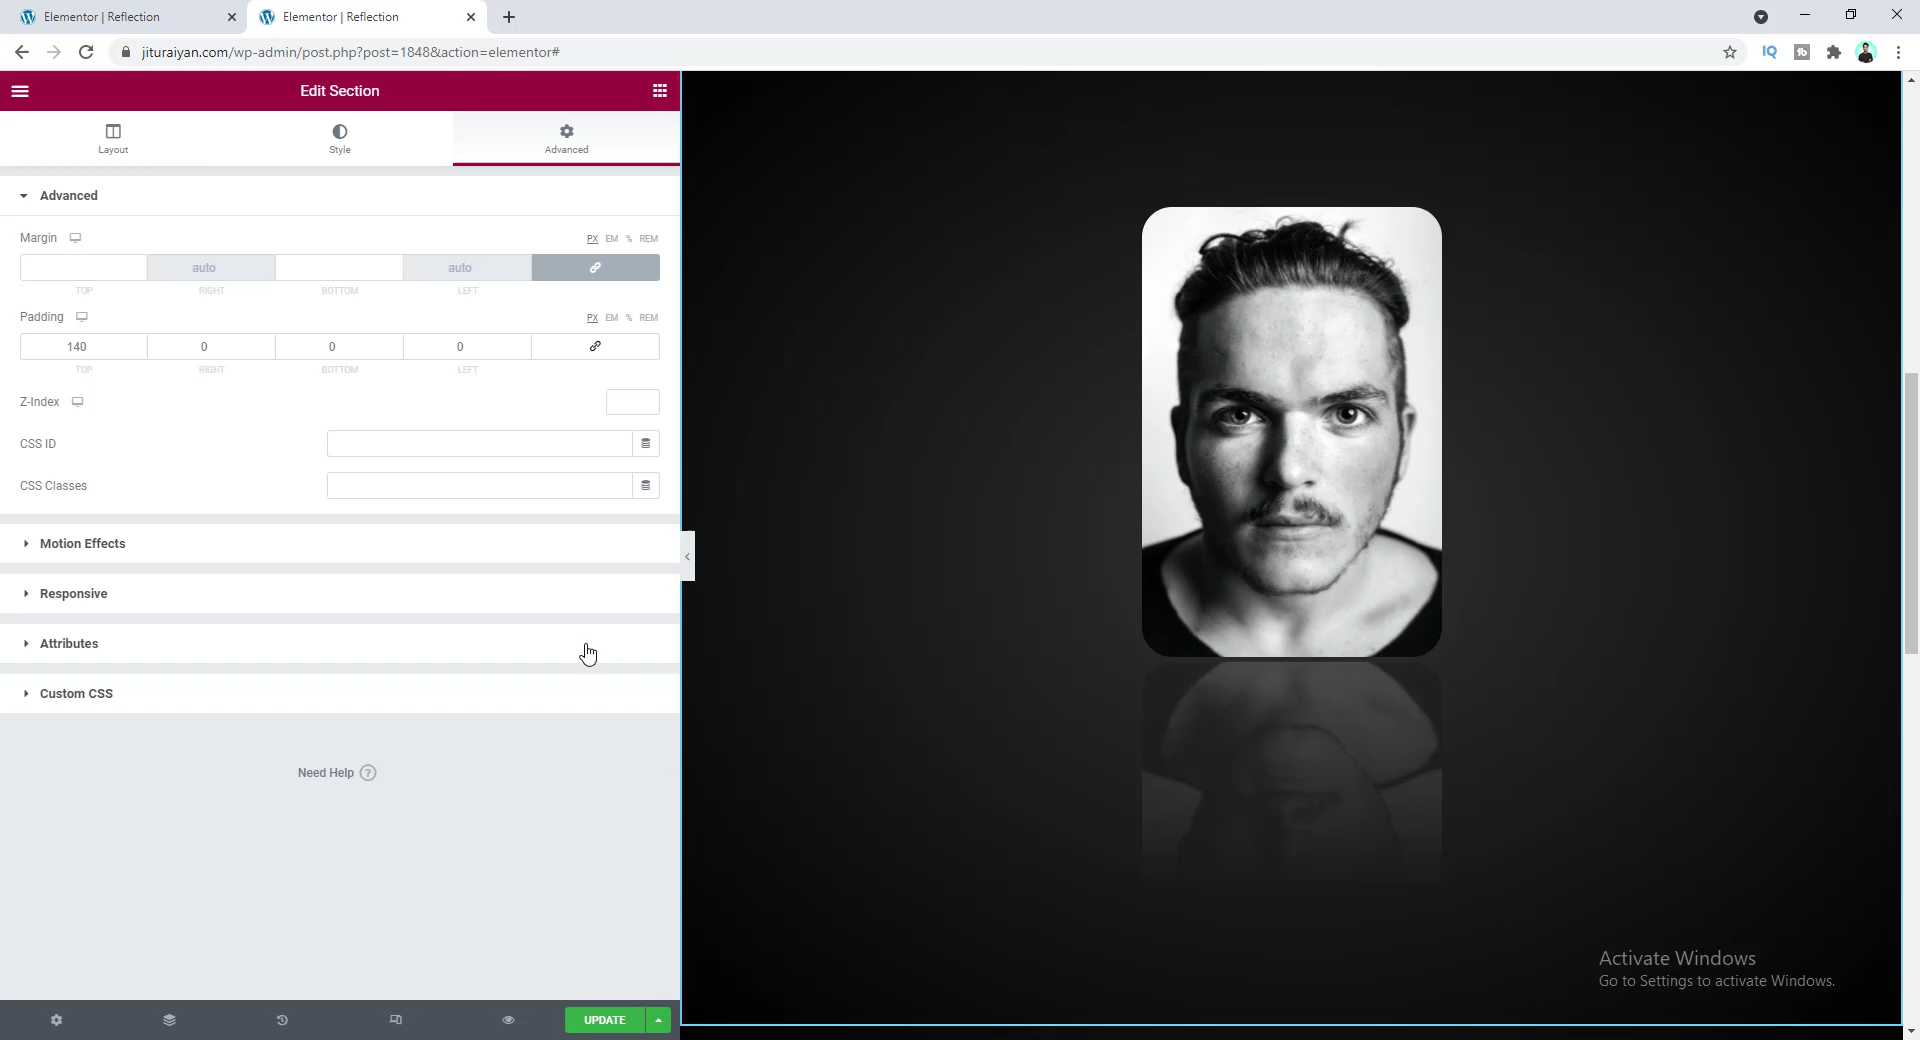 Elementor | Reflection
Elementor | Reflection
jituraiyan.com/wp-admin/post.php?post=1848&action=elementor#
IQ
fb
Edit Section
Layout
Style
Advanced
Advanced
Margin
PX EM % REM
auto auto
TOP RIGHT BOTTOM LEFT
Padding
PX EM % REM
140 0 0 0
TOP RIGHT BOTTOM LEFT
Z-Index
CSS ID
CSS Classes
Motion Effects
Responsive
Attributes
Custom CSS
Need Help ?
UPDATE
Activate Windows
Go to Settings to activate Windows.